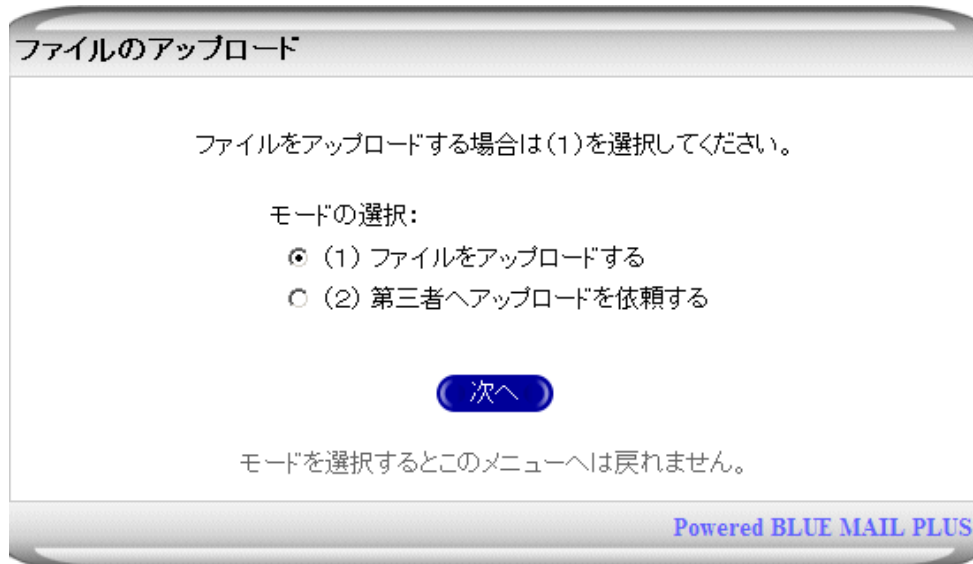 ファイルのアップロード
ファイルをアップロードする場合は(1)を選択してください。
モードの選択:
(1) ファイルをアップロードする
(2) 第三者へアップロードを依頼する
次へ
モードを選択するとこのメニューへは戻れません。
Powered BLUE MAIL PLUS